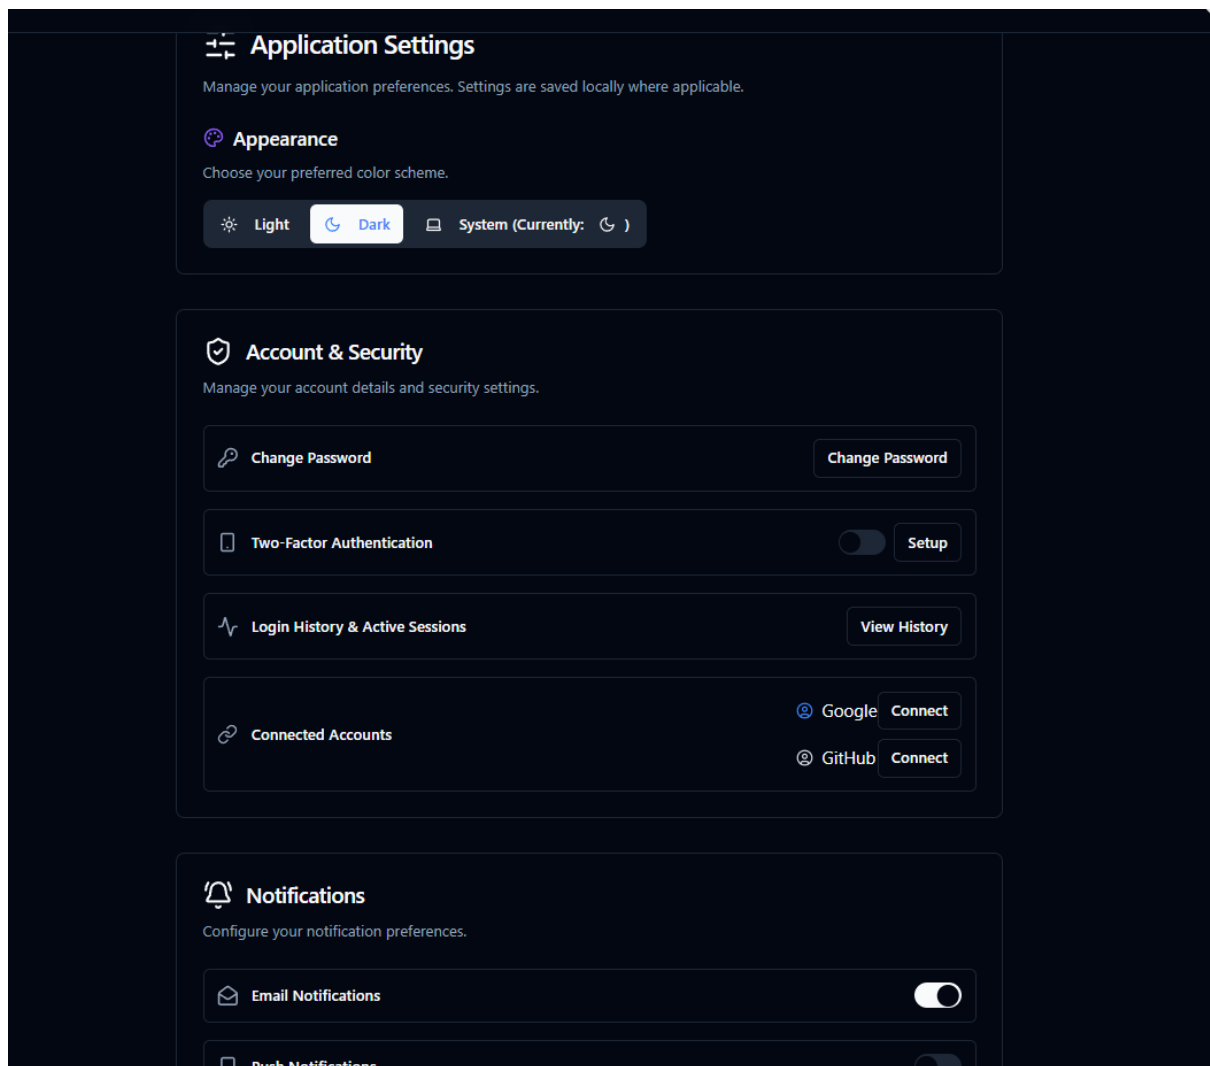 Application Settings
Manage your application preferences. Settings are saved locally where applicable.
Appearance
Choose your preferred color scheme.
Light Dark System (Currently: )
Account & Security
Manage your account details and security settings.
Change Password Change Password
Two-Factor Authentication Setup
Login History & Active Sessions View History
Google Connect
Connected Accounts
GitHub Connect
Notifications
Configure your notification preferences.
Email Notifications
Push Notifications